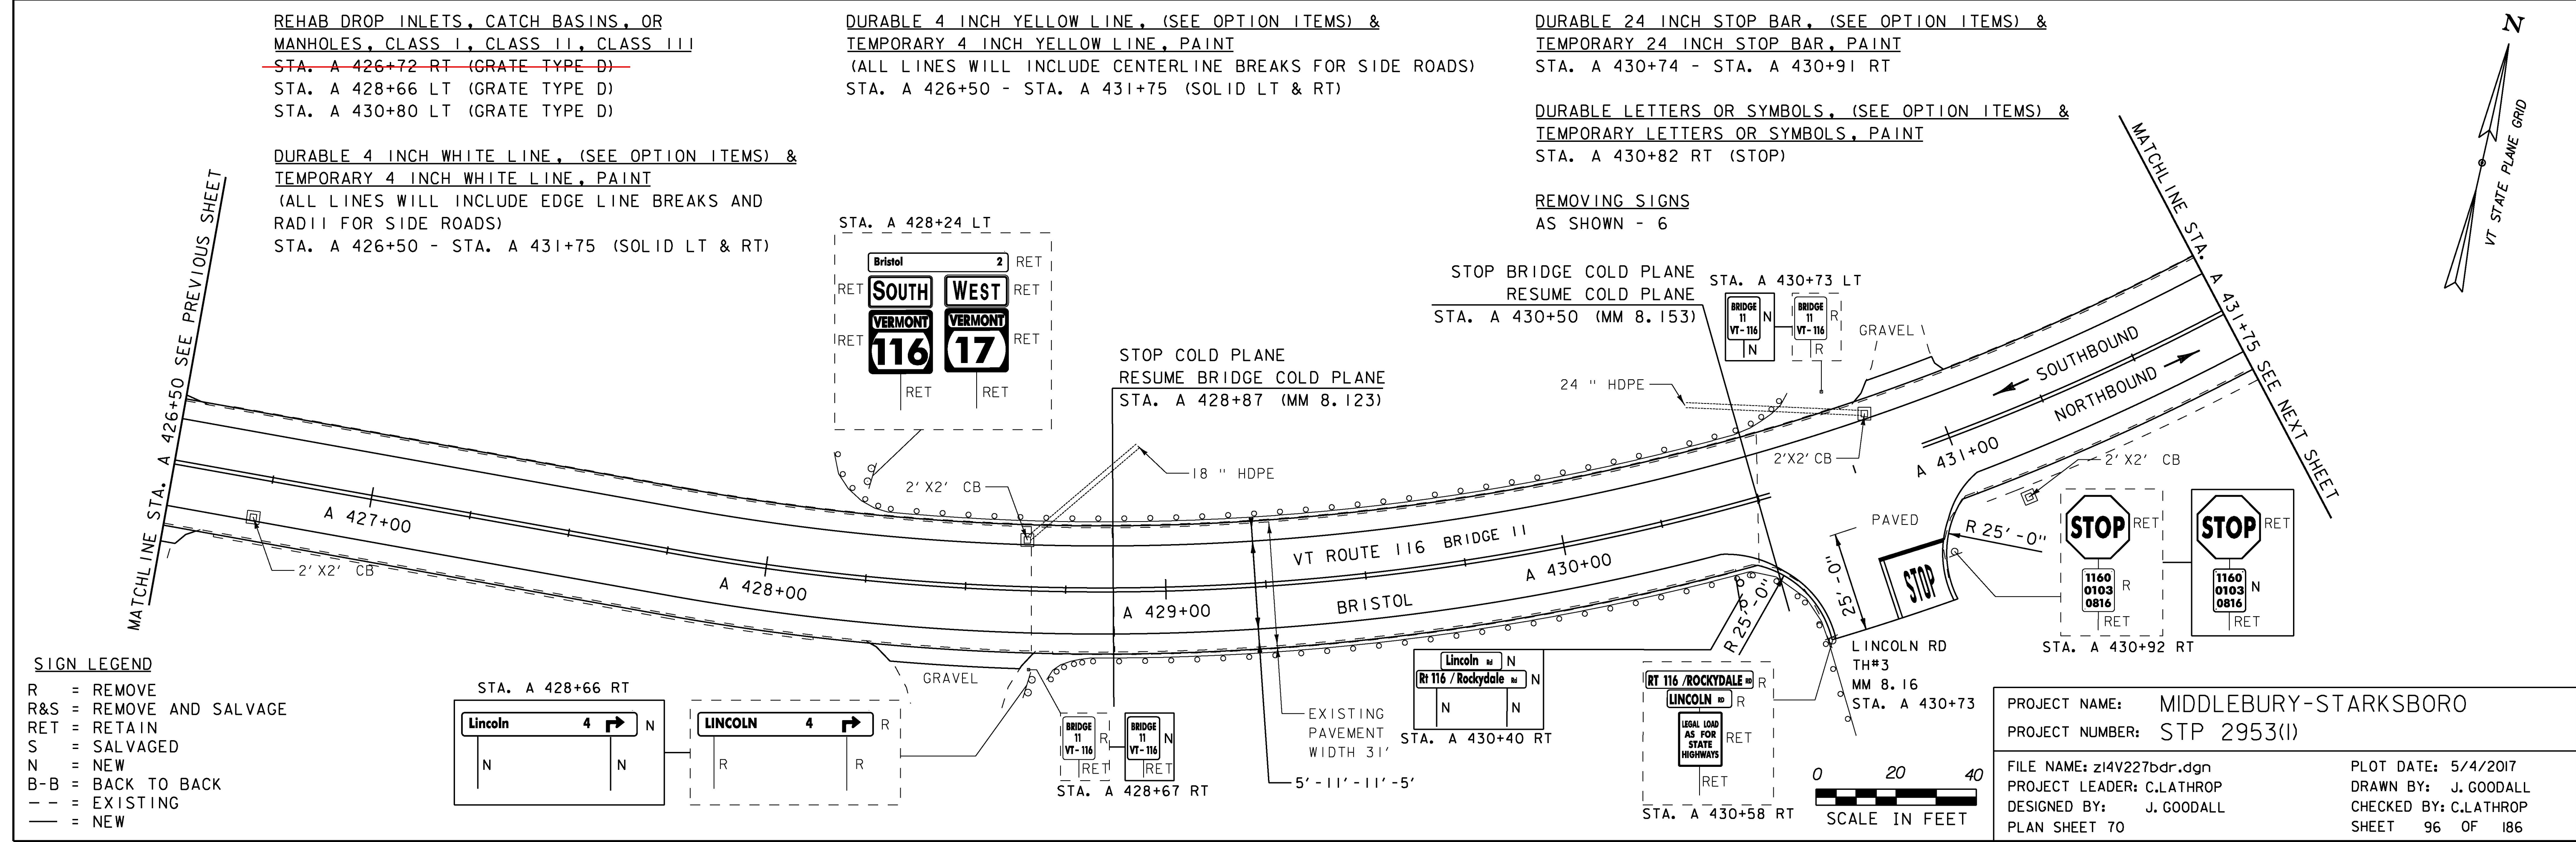 REHAB DROP INLETS, CATCH BASINS, OR
MANHOLES, CLASS I, CLASS II, CLASS III
STA. A 426+72 RT (GRATE TYPE D)
STA. A 428+66 LT (GRATE TYPE D)
STA. A 430+80 LT (GRATE TYPE D)
DURABLE 4 INCH WHITE LINE, (SEE OPTION ITEMS) &
TEMPORARY 4 INCH WHITE LINE, PAINT
(ALL LINES WILL INCLUDE EDGE LINE BREAKS AND
RADII FOR SIDE ROADS)
STA. A 426+50 - STA. A 431+75 (SOLID LT & RT)
DURABLE 4 INCH YELLOW LINE, (SEE OPTION ITEMS) &
TEMPORARY 4 INCH YELLOW LINE, PAINT
(ALL LINES WILL INCLUDE CENTERLINE BREAKS FOR SIDE ROADS)
STA. A 426+50 - STA. A 431+75 (SOLID LT & RT)
DURABLE 24 INCH STOP BAR, (SEE OPTION ITEMS) &
TEMPORARY 24 INCH STOP BAR, PAINT
STA. A 430+74 - STA. A 430+91 RT
DURABLE LETTERS OR SYMBOLS, (SEE OPTION ITEMS) &
TEMPORARY LETTERS OR SYMBOLS, PAINT
STA. A 430+82 RT (STOP)
REMOVING SIGNS
AS SHOWN - 6
N
VT STATE PLANE GRID
MATCHLINE STA. A 426+50 SEE PREVIOUS SHEET
MATCHLINE STA. A 431+75 SEE NEXT SHEET
STA. A 428+24 LT
Bristol 2 RET
RET SOUTH WEST RET
RET VERMONT 116 VERMONT 17 RET
RET RET
STOP COLD PLANE
RESUME BRIDGE COLD PLANE
STA. A 428+87 (MM 8.123)
STOP BRIDGE COLD PLANE
RESUME COLD PLANE
STA. A 430+50 (MM 8.153)
STA. A 430+73 LT
BRIDGE 11 VT-116 N
N
BRIDGE 11 VT-116 R
R
GRAVEL
24 " HDPE
2'X2' CB
SOUTHBOUND
NORTHBOUND
A 431+00
2'X2' CB
18 " HDPE
2'X2' CB
2'X2' CB
A 427+00
A 428+00
A 429+00
A 430+00
VT ROUTE 116 BRIDGE 11
BRISTOL
PAVED
R 25'-0"
25'-0"
STOP
R 25'-0"
STOP RET
1160
0103
0816
R
RET
STOP RET
1160
0103
0816
N
RET
STA. A 430+92 RT
LINCOLN RD
TH#3
MM 8.16
STA. A 430+73
GRAVEL
STA. A 428+66 RT
Lincoln 4 N
N N
LINCOLN 4 R
R R
BRIDGE 11 VT-116 R
RET
BRIDGE 11 VT-116 N
RET
STA. A 428+67 RT
EXISTING
PAVEMENT
WIDTH 31'
5'-11'-11'-5'
Lincoln Rd N
Rt 116 /Rockydale Rd N
N N
STA. A 430+40 RT
RT 116 /ROCKYDALE RD R
LINCOLN RD R
LEGAL LOAD
AS FOR
STATE
HIGHWAYS
RET
RET
STA. A 430+58 RT
0 20 40
SCALE IN FEET
SIGN LEGEND
R = REMOVE
R&S = REMOVE AND SALVAGE
RET = RETAIN
S = SALVAGED
N = NEW
B-B = BACK TO BACK
-- = EXISTING
— = NEW
PROJECT NAME: MIDDLEBURY-STARKSBORO
PROJECT NUMBER: STP 2953(1)
FILE NAME: z14V227bdr.dgn
PROJECT LEADER: C.LATHROP
DESIGNED BY: J. GOODALL
PLAN SHEET 70
PLOT DATE: 5/4/2017
DRAWN BY: J. GOODALL
CHECKED BY: C.LATHROP
SHEET 96 OF 186